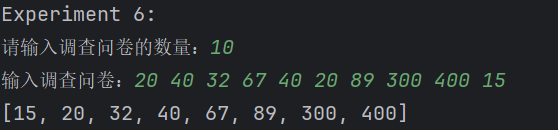 Experiment 6:
请输入调查问卷的数量：10
输入调查问卷：20 40 32 67 40 20 89 300 400 15
[15, 20, 32, 40, 67, 89, 300, 400]